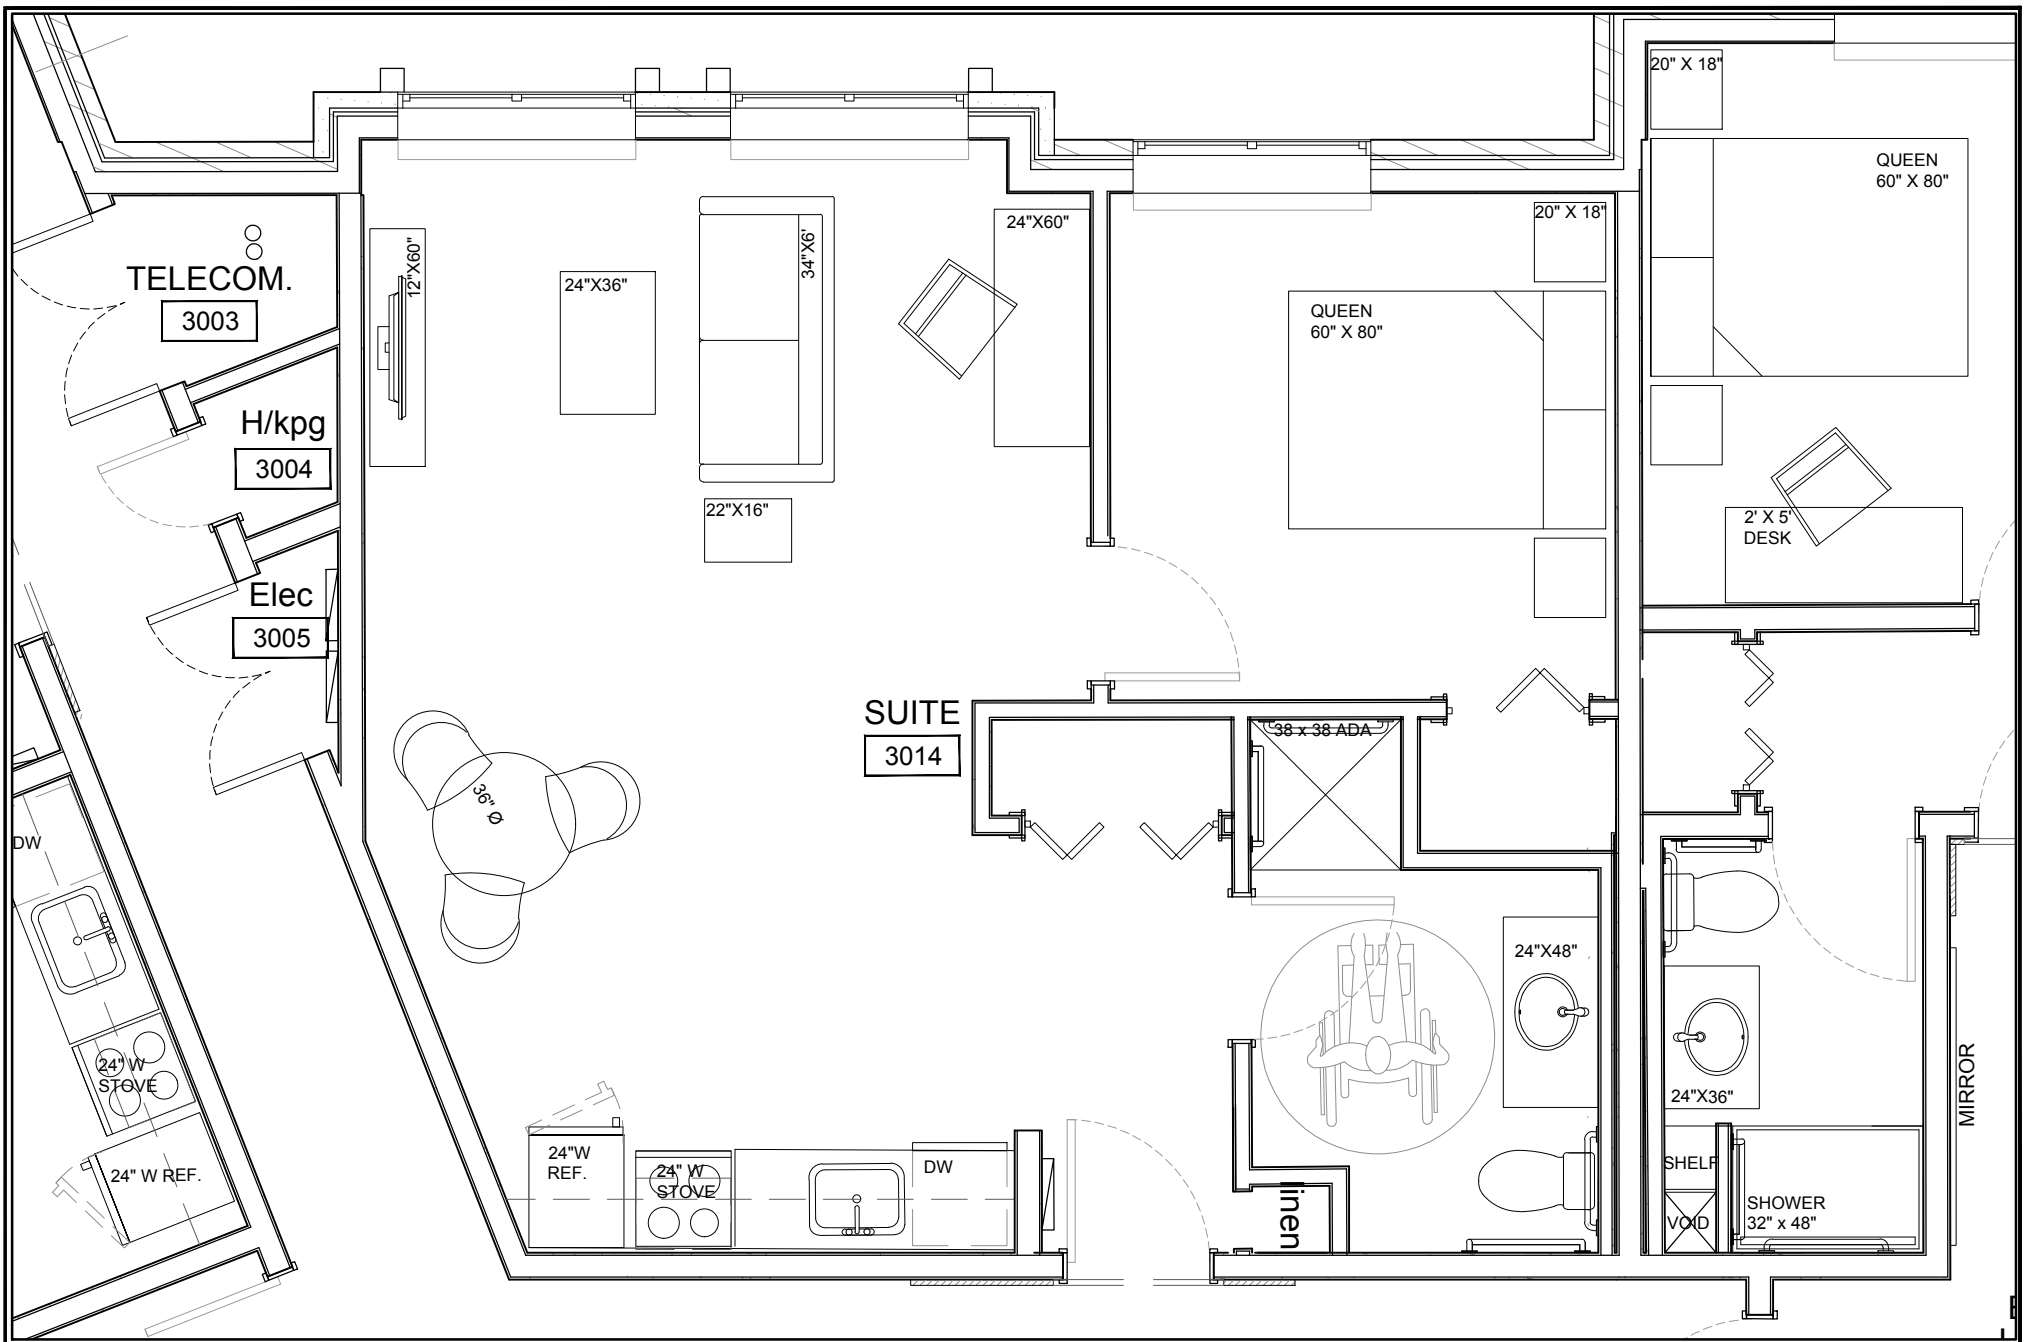 20" X 18"
QUEEN
60" X 80"
20" X 18"
24"X60"
34"X6'
12"X60"
24"X36"
TELECOM.
3003
QUEEN
60" X 80"
H/kpg
3004
22"X16"
2' X 5'
DESK
Elec
3005
SUITE
3014
38 x 38 ADA
36" Ø
DW
24"X48"
24" W
STOVE
24"X36"
MIRROR
24" W REF.
24"W
REF.
24" W
STOVE
DW
SHELF
SHOWER
32" x 48"
VOID
inen